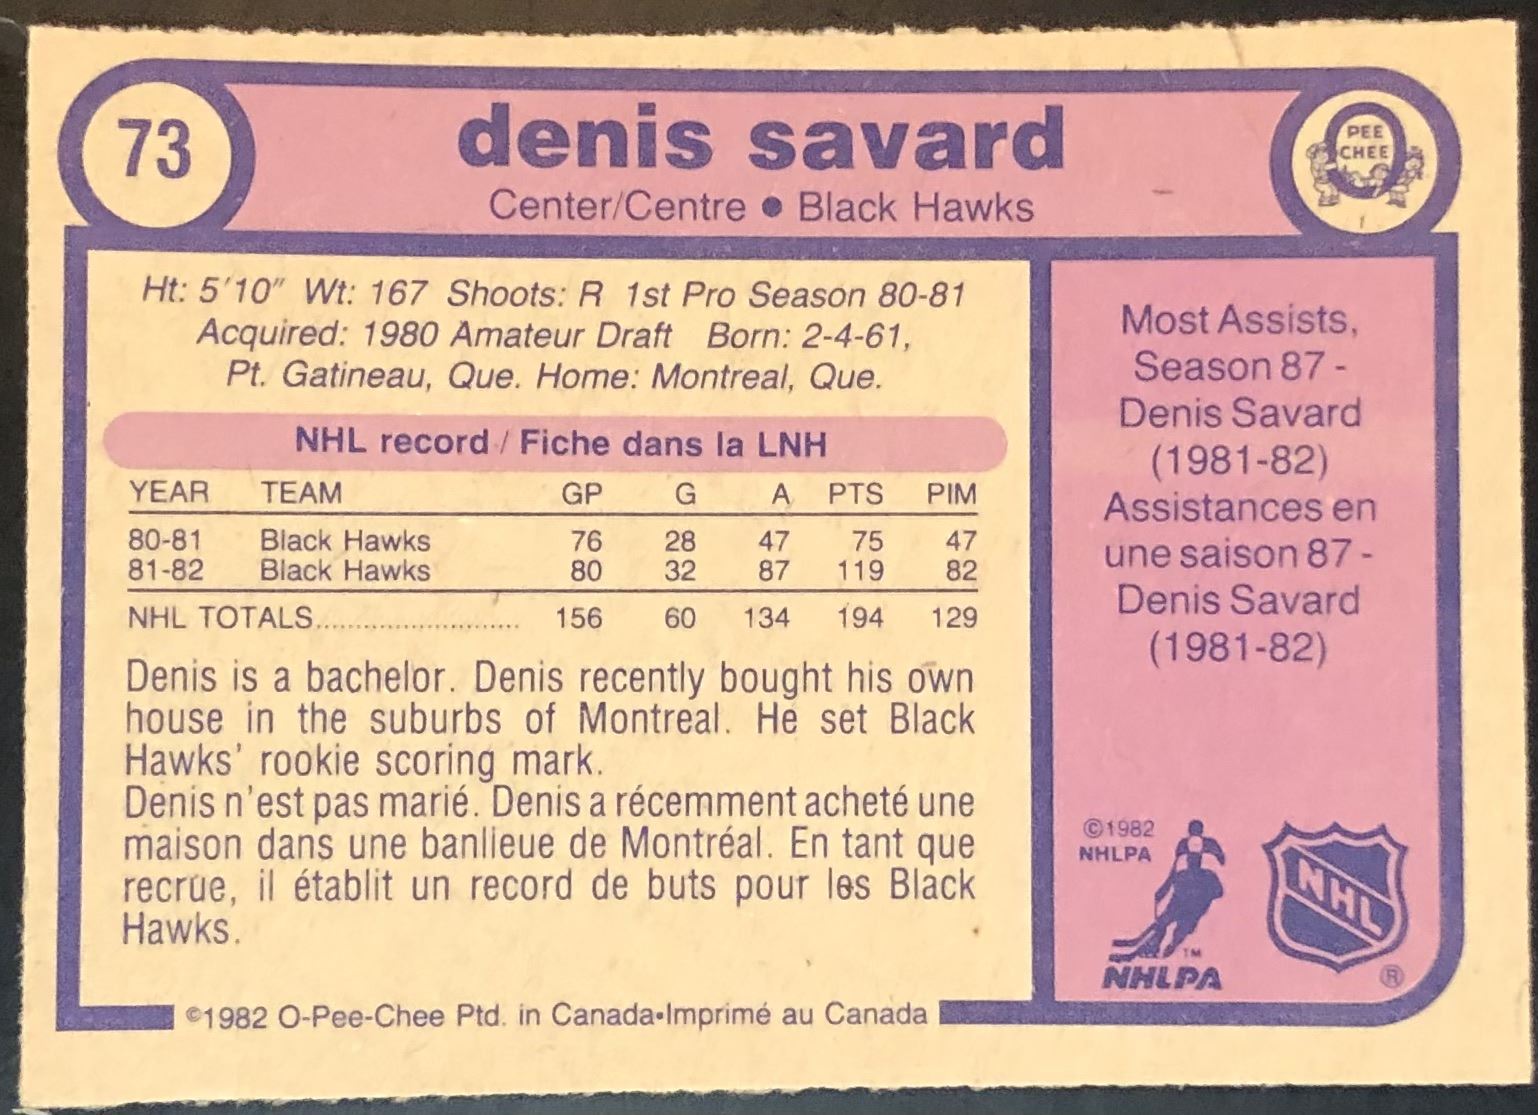 73
denis savard
Center/Centre • Black Hawks
PEE
CHEE
Ht: 5'10" Wt: 167 Shoots: R 1st Pro Season 80-81
Acquired: 1980 Amateur Draft Born: 2-4-61,
Pt. Gatineau, Que. Home: Montreal, Que.
NHL record / Fiche dans la LNH
YEAR TEAM GP G A PTS PIM
80-81 Black Hawks 76 28 47 75 47
81-82 Black Hawks 80 32 87 119 82
NHL TOTALS.......................... 156 60 134 194 129
Denis is a bachelor. Denis recently bought his own
house in the suburbs of Montreal. He set Black
Hawks' rookie scoring mark.
Denis n'est pas marié. Denis a récemment acheté une
maison dans une banlieue de Montréal. En tant que
recrue, il établit un record de buts pour les Black
Hawks.
Most Assists,
Season 87 -
Denis Savard
(1981-82)
Assistances en
une saison 87 -
Denis Savard
(1981-82)
©1982
NHLPA
TM
NHLPA
NHL
®
©1982 O-Pee-Chee Ptd. in Canada•Imprimé au Canada